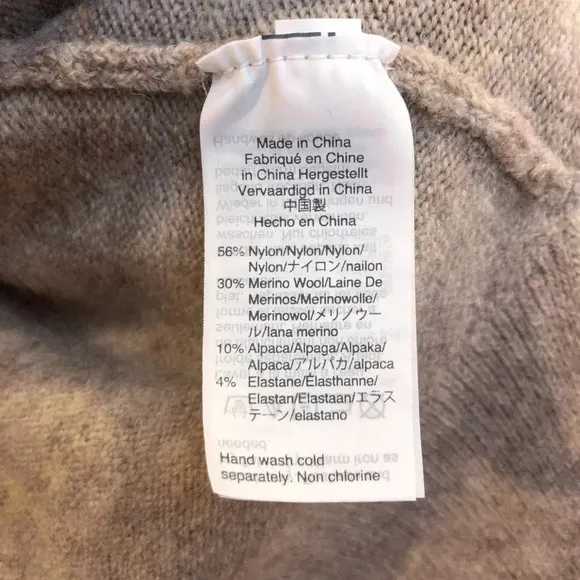 Made in China
Fabriqué en Chine
in China Hergestellt
Vervaardigd in China
中国製
Hecho en China
56% Nylon/Nylon/Nylon/
Nylon/ナイロン/nailon
30% Merino Wool/Laine De
Merinos/Merinowolle/
Merinowol/メリノウー
ル/lana merino
10% Alpaca/Alpaga/Alpaka/
Alpaca/アルパカ/alpaca
4% Elastane/Élasthanne/
Elastan/Elastaan/エラス
テーン/elastano
Hand wash cold
separately. Non chlorine